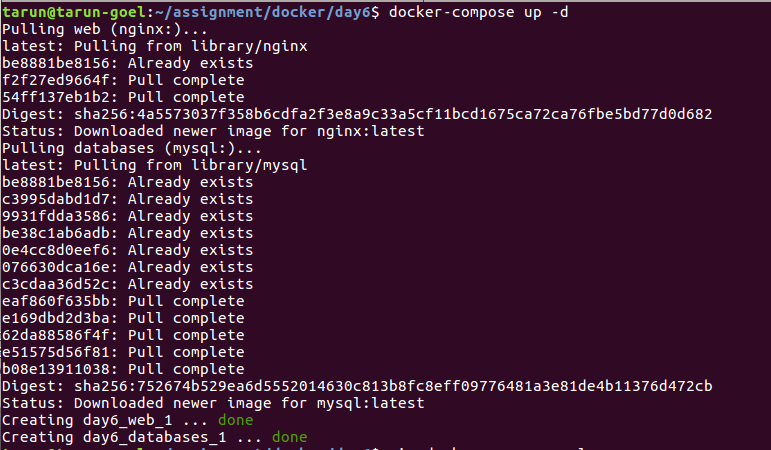 tarun@tarun-goel:~/assignment/docker/day6$ docker-compose up -d
Pulling web (nginx:)...
latest: Pulling from library/nginx
be8881be8156: Already exists
f2f27ed9664f: Pull complete
54ff137eb1b2: Pull complete
Digest: sha256:4a5573037f358b6cdfa2f3e8a9c33a5cf11bcd1675ca72ca76fbe5bd77d0d682
Status: Downloaded newer image for nginx:latest
Pulling databases (mysql:)...
latest: Pulling from library/mysql
be8881be8156: Already exists
c3995dabd1d7: Already exists
9931fdda3586: Already exists
be38c1ab6adb: Already exists
0e4cc8d0eef6: Already exists
076630dca16e: Already exists
c3cdaa36d52c: Already exists
eaf860f635bb: Pull complete
e169dbd2d3ba: Pull complete
62da88586f4f: Pull complete
e51575d56f81: Pull complete
b08e13911038: Pull complete
Digest: sha256:752674b529ea6d5552014630c813b8fc8eff09776481a3e81de4b11376d472cb
Status: Downloaded newer image for mysql:latest
Creating day6_web_1 ... done
Creating day6_databases_1 ... done